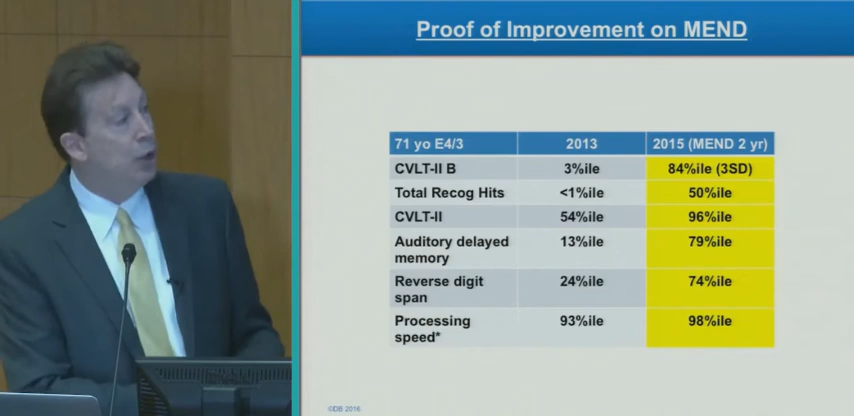 Proof of Improvement on MEND
71 yo E4/3 2013 2015 (MEND 2 yr)
CVLT-II B 3%ile 84%ile (3SD)
Total Recog Hits <1%ile 50%ile
CVLT-II 54%ile 96%ile
Auditory delayed
memory 13%ile 79%ile
Reverse digit
span 24%ile 74%ile
Processing
speed* 93%ile 98%ile
©DB 2016